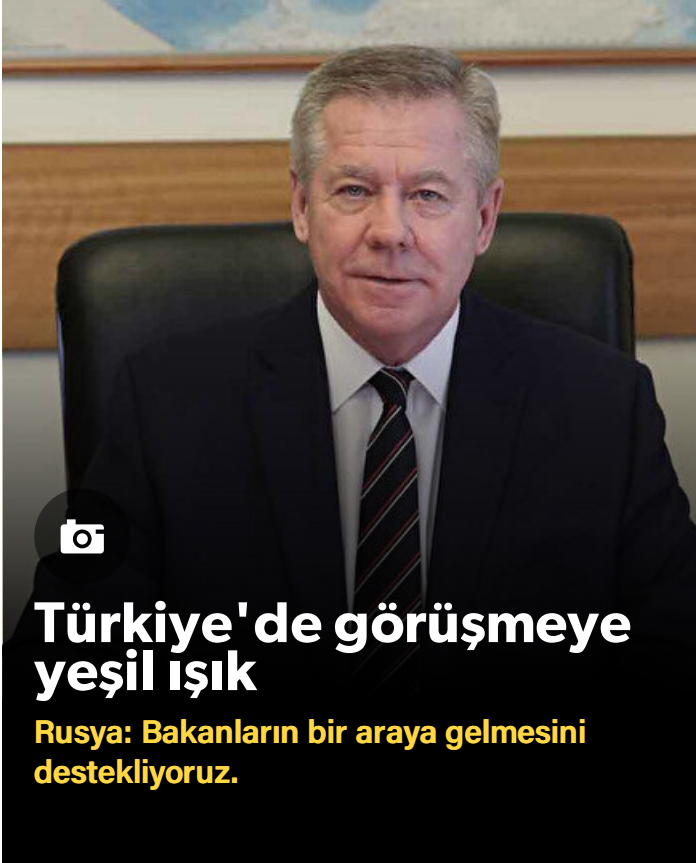 Türkiye'de görüşmeye
yeşil ışık
Rusya: Bakanların bir araya gelmesini
destekliyoruz.